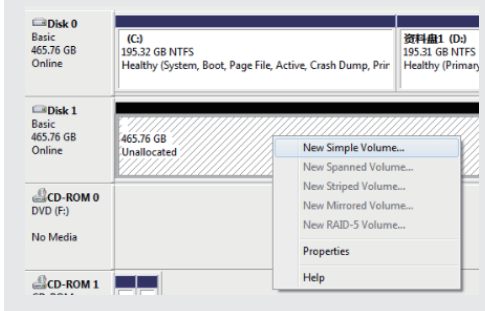 Disk 0
Basic
465.76 GB
Online
(C:)
195.32 GB NTFS
Healthy (System, Boot, Page File, Active, Crash Dump, Prir
资料盘1 (D:)
195.31 GB NTFS
Healthy (Primary
Disk 1
Basic
465.76 GB
Online
465.76 GB
Unallocated
New Simple Volume...
New Spanned Volume...
New Striped Volume...
New Mirrored Volume...
New RAID-5 Volume...
Properties
Help
CD-ROM 0
DVD (F:)
No Media
CD-ROM 1